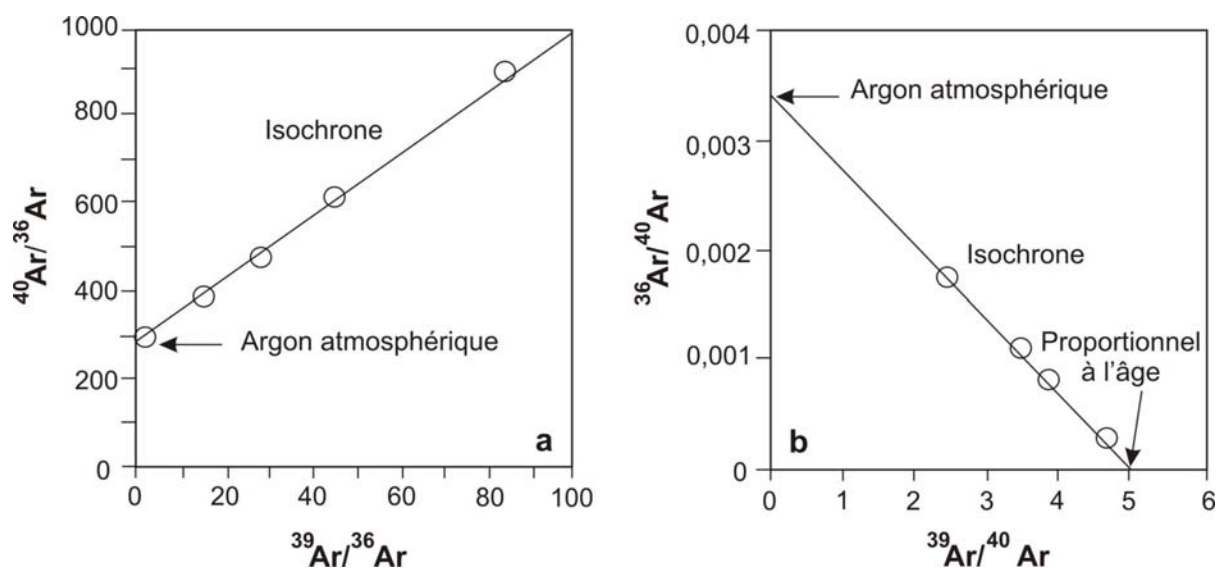 1000
800
600
400
200
0
⁴⁰Ar/³⁶Ar
Isochrone
Argon atmosphérique
a
0 20 40 60 80 100
³⁹Ar/³⁶Ar
0,004
0,003
0,002
0,001
0
³⁶Ar/⁴⁰Ar
Argon atmosphérique
Isochrone
Proportionnel
à l’âge
b
0 1 2 3 4 5 6
³⁹Ar/⁴⁰ Ar